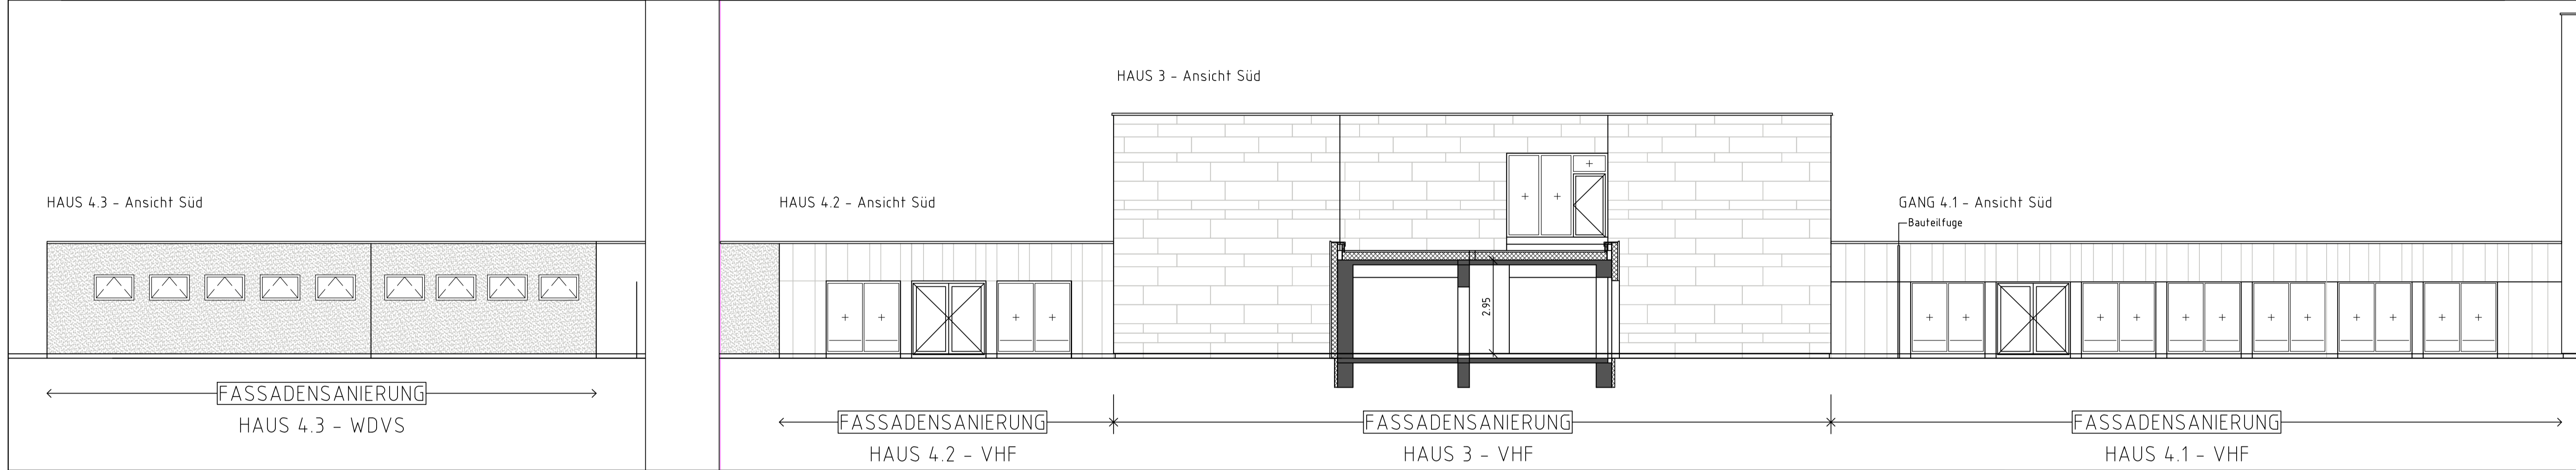 HAUS 3 - Ansicht Süd
HAUS 4.3 - Ansicht Süd
HAUS 4.2 - Ansicht Süd
GANG 4.1 - Ansicht Süd
Bauteilfuge
2.95
FASSADENSANIERUNG
HAUS 4.3 - WDVS
FASSADENSANIERUNG
HAUS 4.2 - VHF
FASSADENSANIERUNG
HAUS 3 - VHF
FASSADENSANIERUNG
HAUS 4.1 - VHF